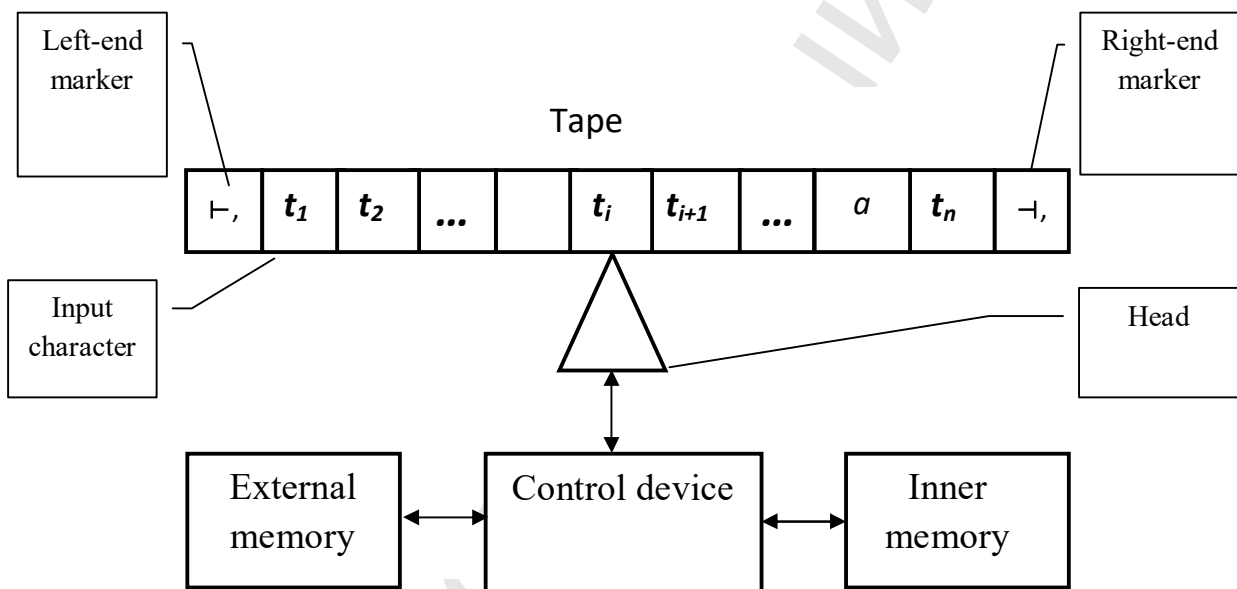 Left-end
marker
Right-end
marker
Tape
⊢, t1 t2 ... ti ti+1 ... a tn ⊣,
Input
character
Head
External
memory
Control device
Inner
memory